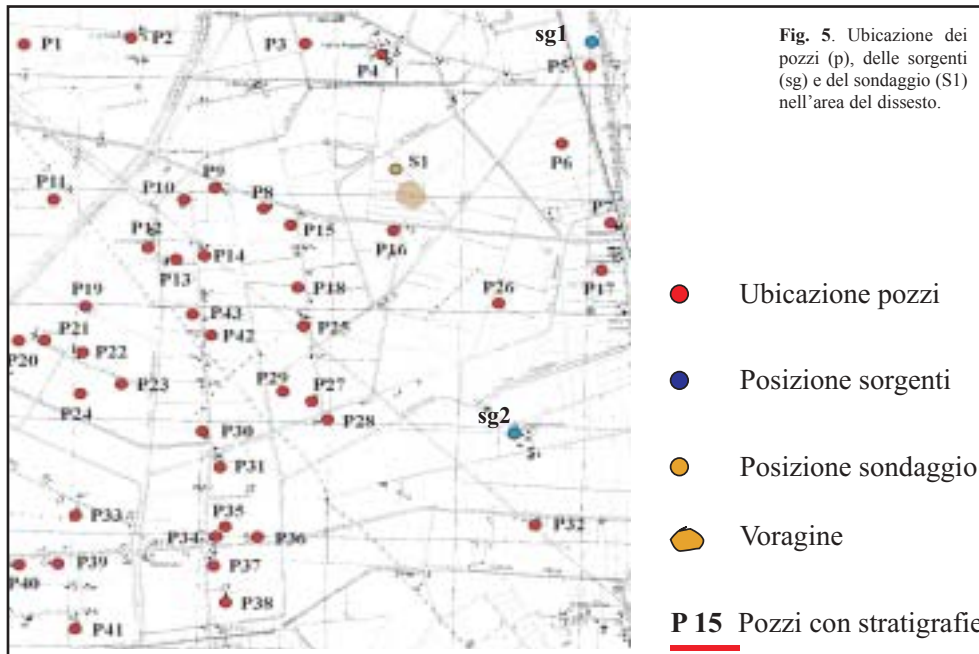 P1
P2
P3
P4
sg1
P5
Fig. 5. Ubicazione dei
pozzi (p), delle sorgenti
(sg) e del sondaggio (S1)
nell'area del dissesto.
P6
S1
P11
P10
P9
P8
P15
P16
P7
P12
P13
P14
P17
P18
P26
P19
P43
P25
P42
P20
P21
P22
P23
P24
P29
P27
P28
sg2
P30
P31
P33
P35
P34
P36
P32
P40
P39
P37
P38
P41
Ubicazione pozzi
Posizione sorgenti
Posizione sondaggio
Voragine
P 15 Pozzi con stratigrafie